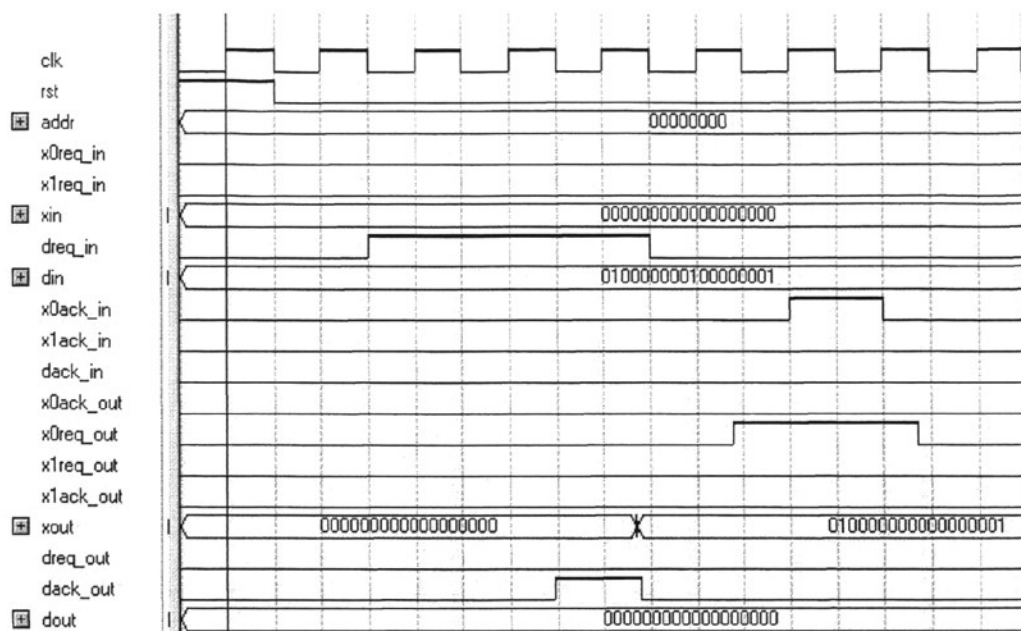 clk
rst
addr 00000000
x0req_in
x1req_in
xin 000000000000000000
dreq_in
din 010000000100000001
x0ack_in
x1ack_in
dack_in
x0ack_out
x0req_out
x1req_out
x1ack_out
xout 000000000000000000 010000000000000001
dreq_out
dack_out
dout 000000000000000000